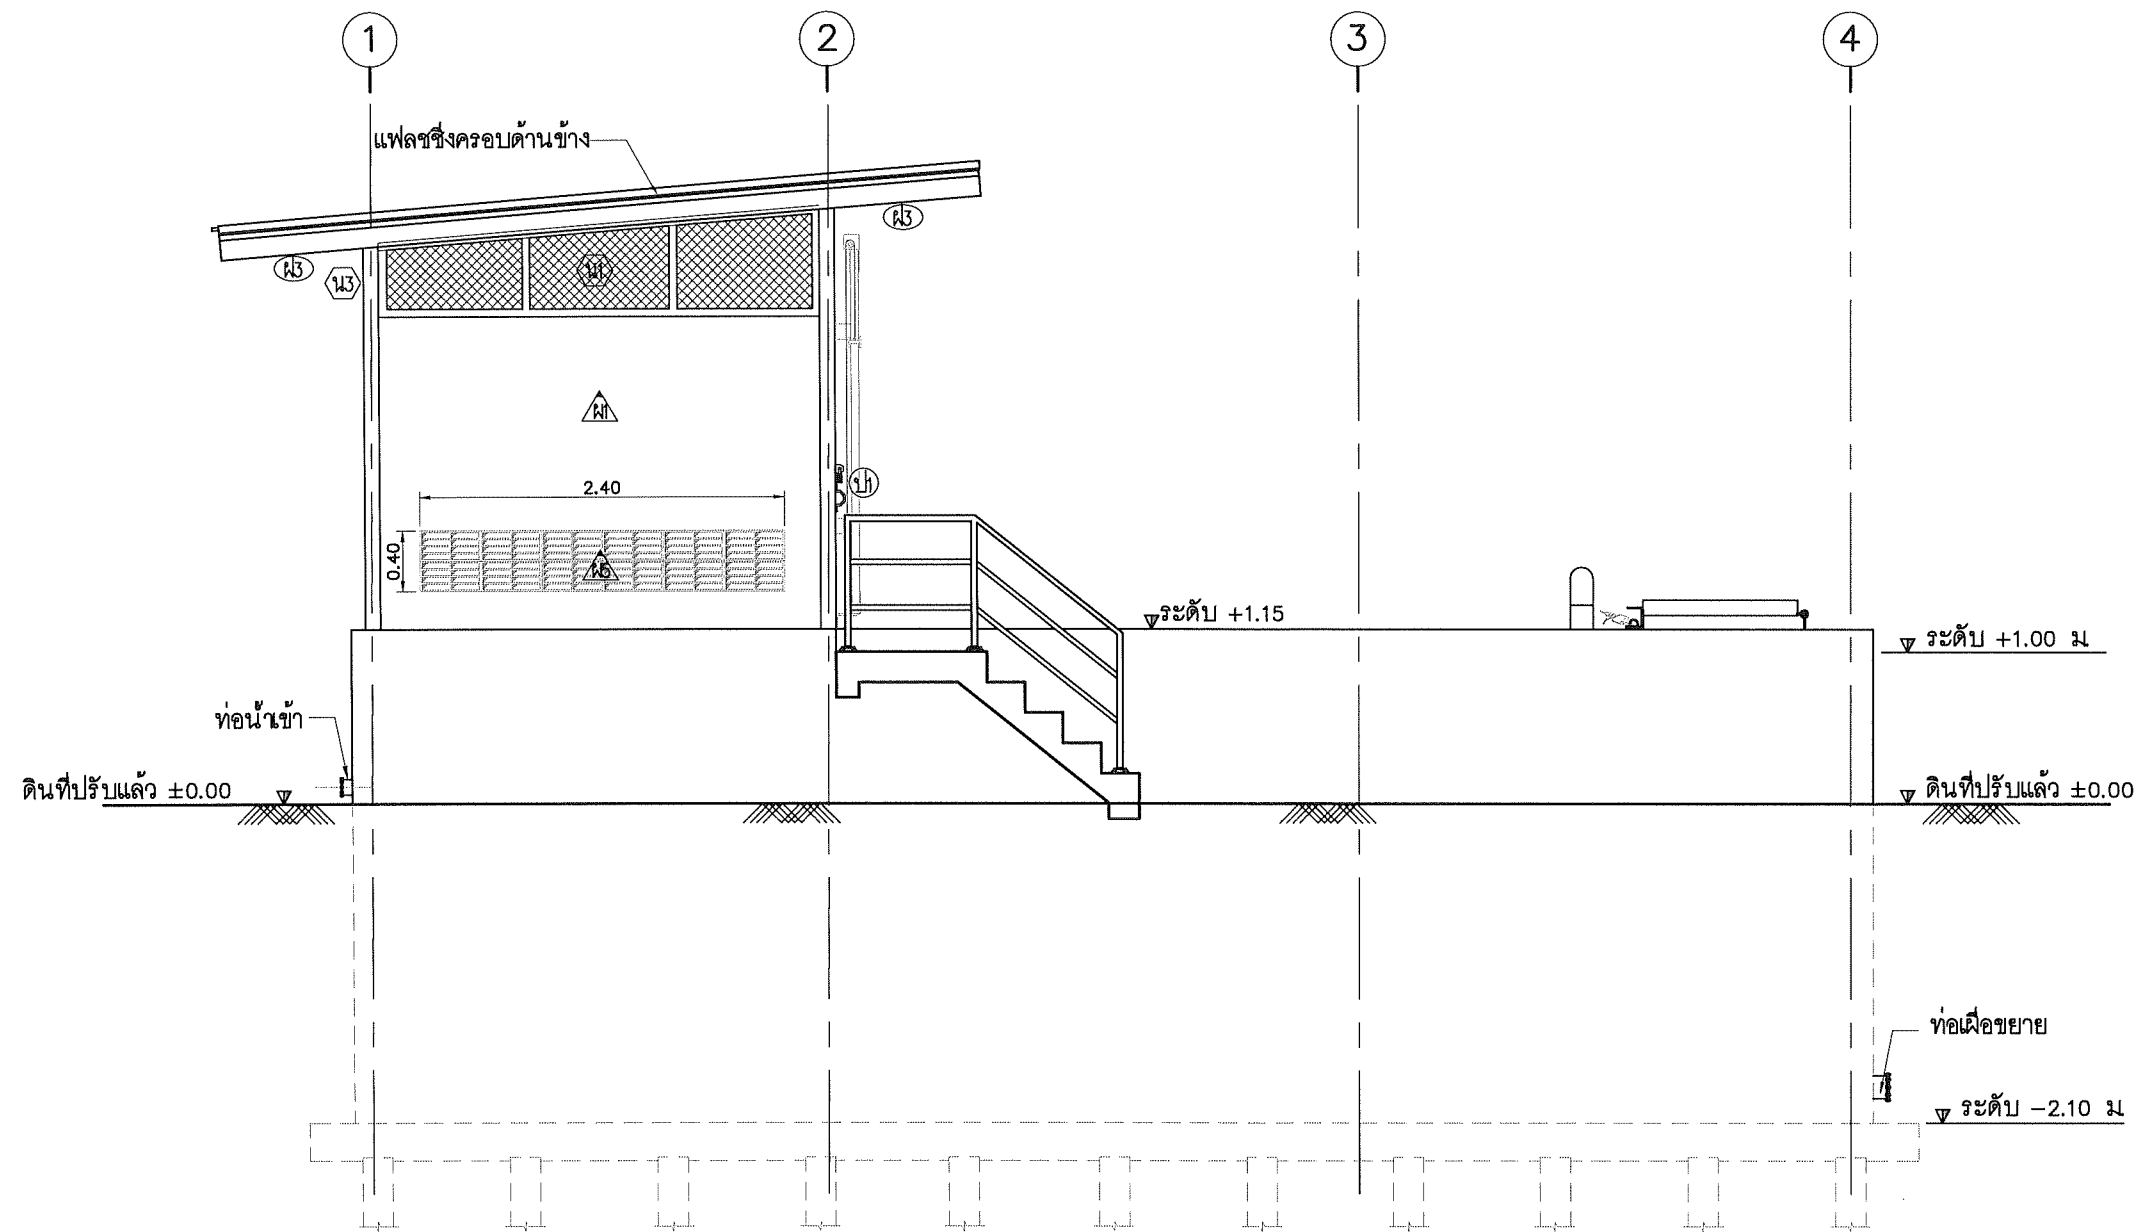 1 2 3 4
แฟลชชิ่งครอบด้านข้าง
ฝ3
ฝ3
น3
น1
ผ1
2.40
ป1
0.40
ผ5
ระดับ +1.15
ระดับ +1.00 ม.
ท่อน้ำเข้า
ดินที่ปรับแล้ว ±0.00
ดินที่ปรับแล้ว ±0.00
ท่อเผื่อขยาย
ระดับ -2.10 ม.